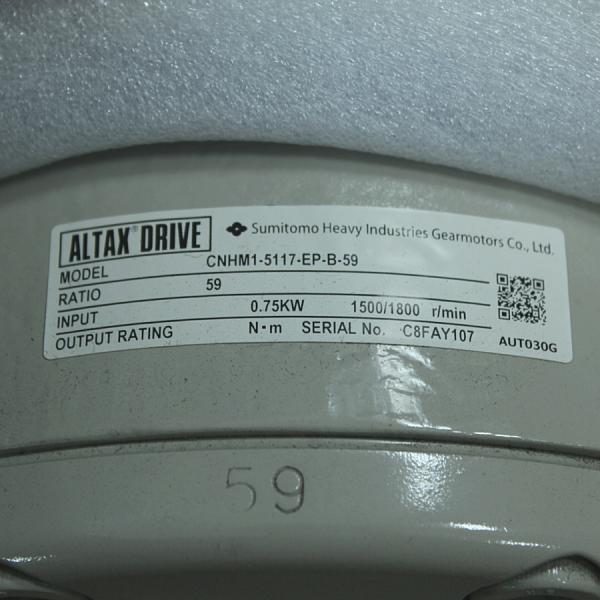 ALTAX® DRIVE Sumitomo Heavy Industries Gearmotors Co., Ltd.
MODEL CNHM1-5117-EP-B-59
RATIO 59
INPUT 0.75KW 1500/1800 r/min
OUTPUT RATING N·m SERIAL No. C8FAY107
AUT030G
59